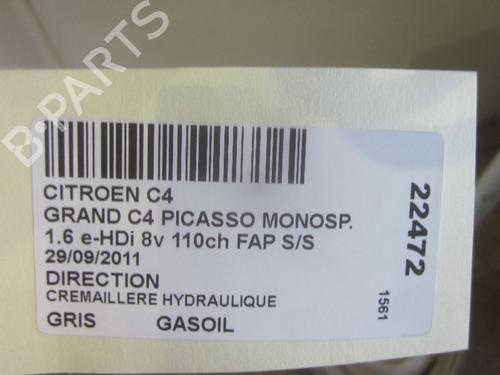 B-PARTS
CITROEN C4
GRAND C4 PICASSO MONOSP.
1.6 e-HDi 8v 110ch FAP S/S
29/09/2011
DIRECTION
CREMAILLERE HYDRAULIQUE
GRIS GASOIL
22472
1561